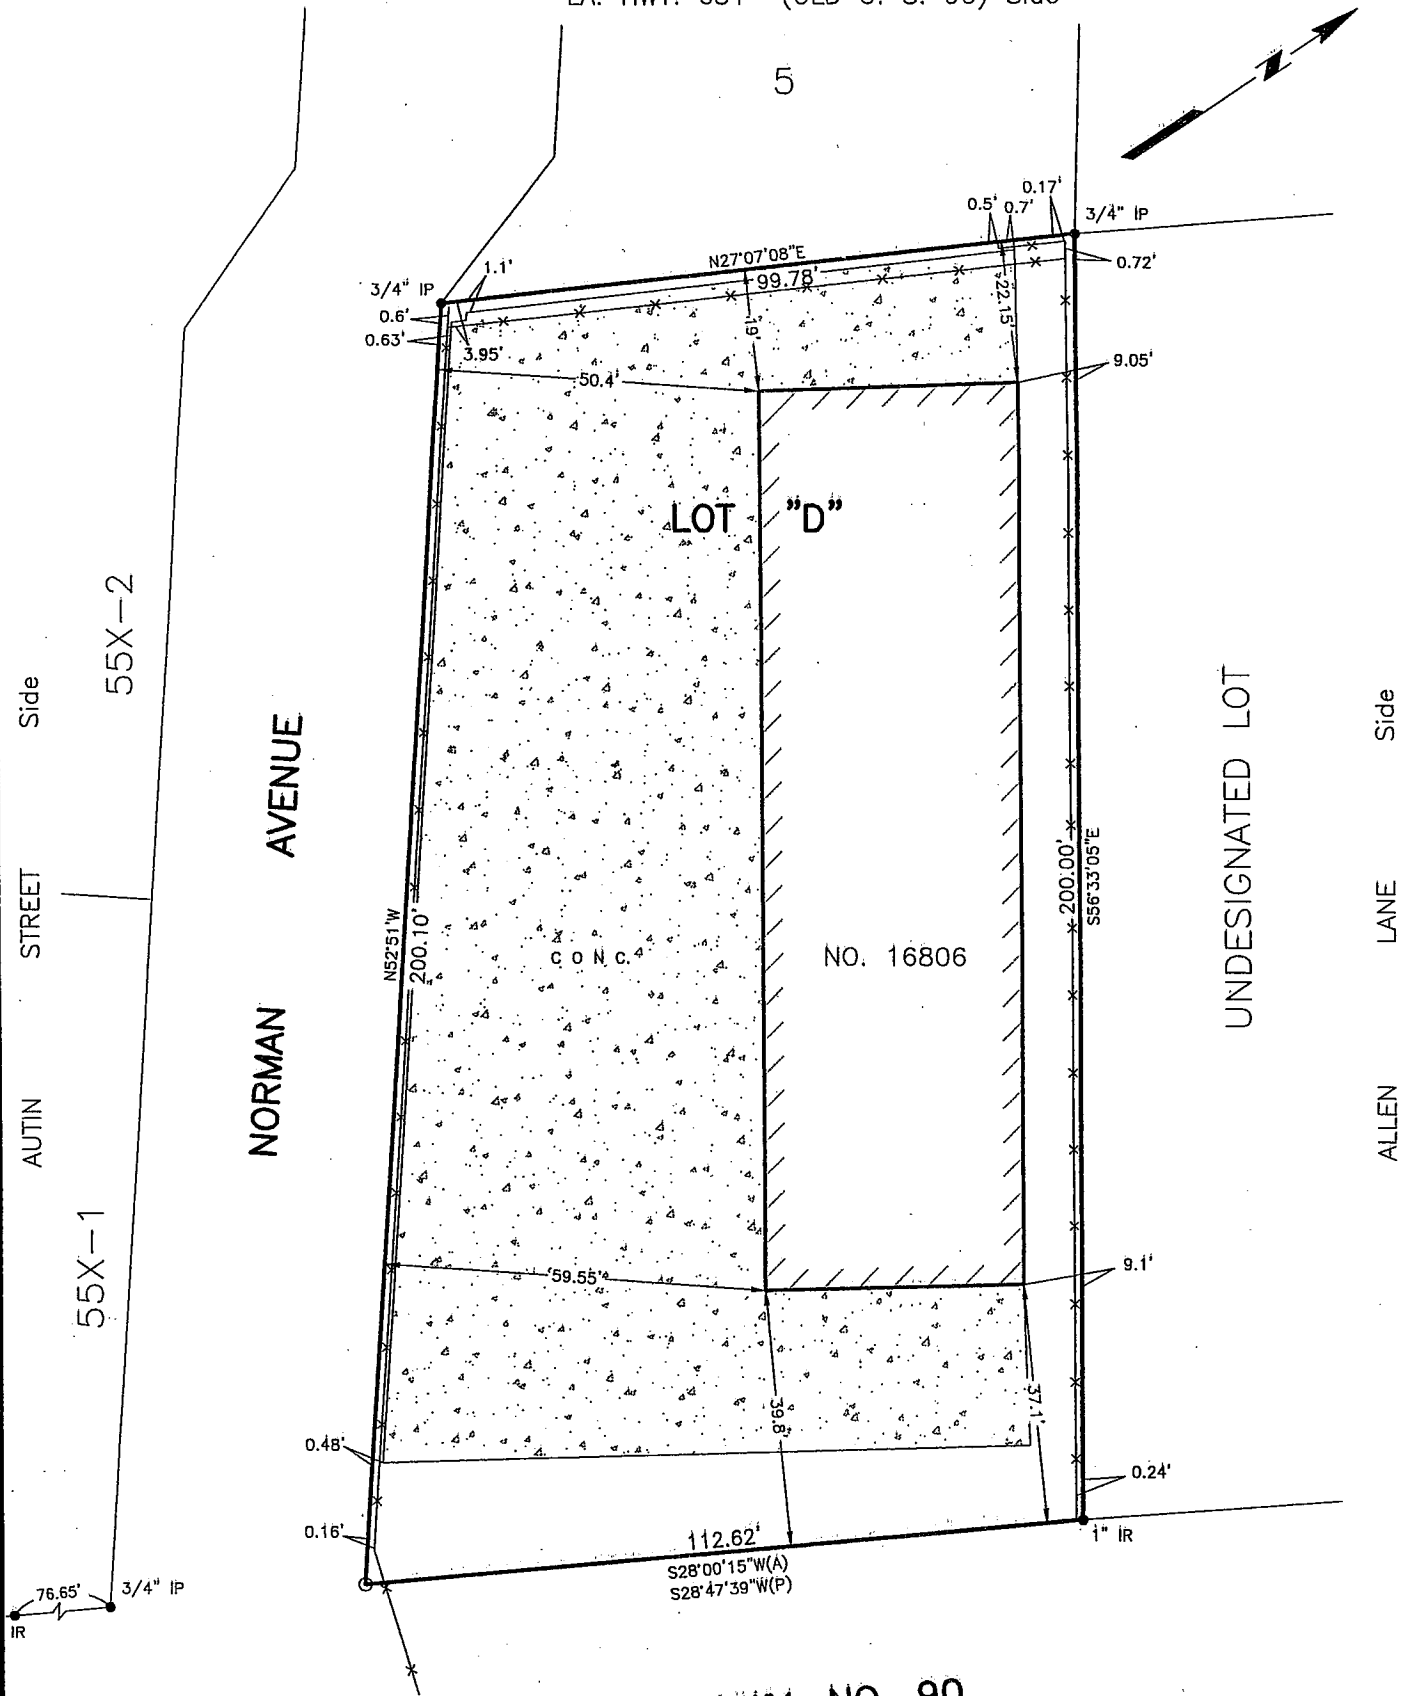 5
N
0.17'
0.5' 0.7'
3/4" IP
N27°07'08"E
99.78'
1.1'
3/4" IP
0.72'
0.6'
0.63'
3.95'
19'
22.15'
50.4'
9.05'
LOT "D"
55X-2
Side
AVENUE
UNDESIGNATED LOT
Side
STREET
N52°51'W
200.10'
CONC.
NO. 16806
200.00'
S56°33'05"E
LANE
NORMAN
AUTIN
ALLEN
55X-1
59.55'
9.1'
39.8'
37.1'
0.48'
0.24'
0.16'
112.62'
1" IR
S28°00'15"W(A)
S28°47'39"W(P)
76.65'
3/4" IP
IR
NO. 90